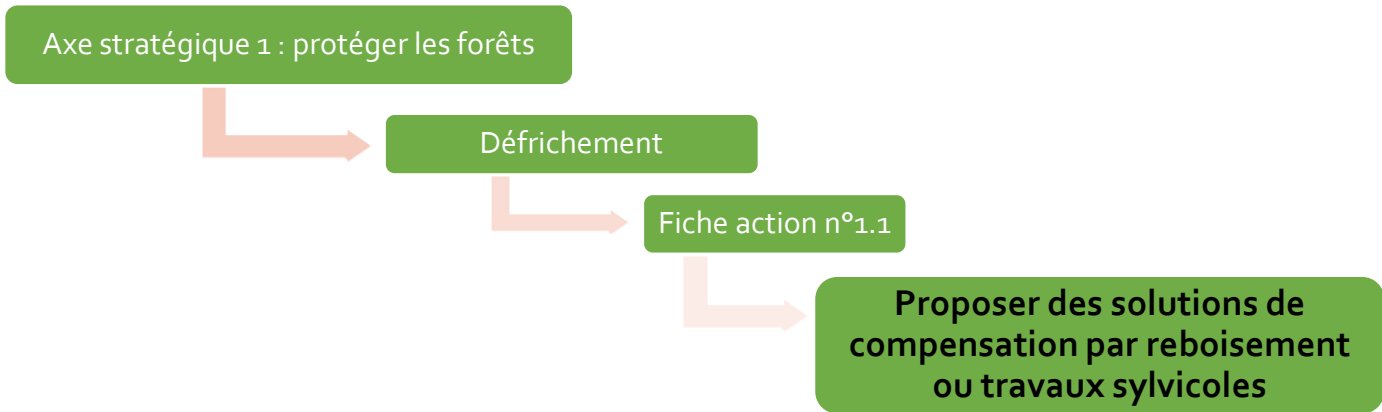 Axe stratégique 1 : protéger les forêts
Défrichement
Fiche action n°1.1
Proposer des solutions de
compensation par reboisement
ou travaux sylvicoles